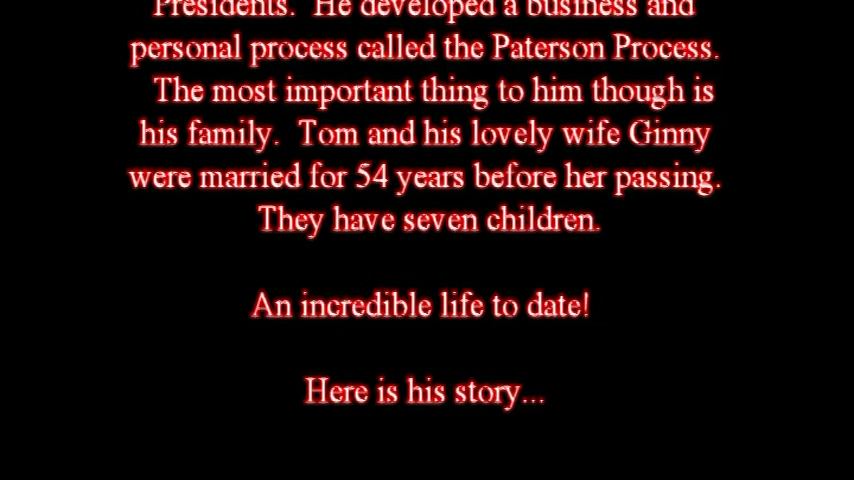 Presidents. He developed a business and
personal process called the Paterson Process.
The most important thing to him though is
his family. Tom and his lovely wife Ginny
were married for 54 years before her passing.
They have seven children.
An incredible life to date!
Here is his story...